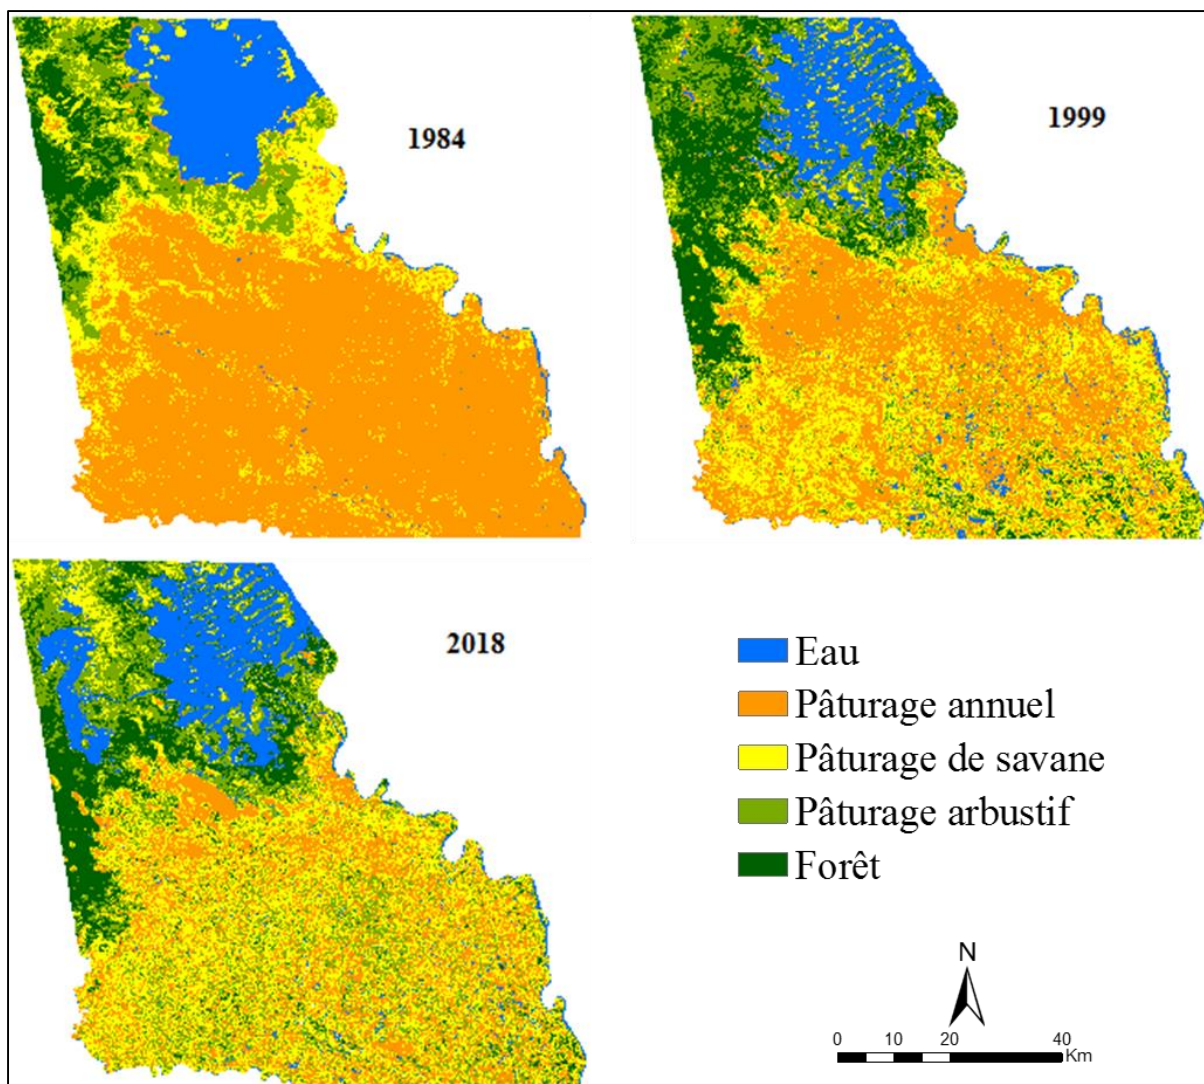 1984
1999
2018
Eau
Pâturage annuel
Pâturage de savane
Pâturage arbustif
Forêt
N
0 10 20 40
Km